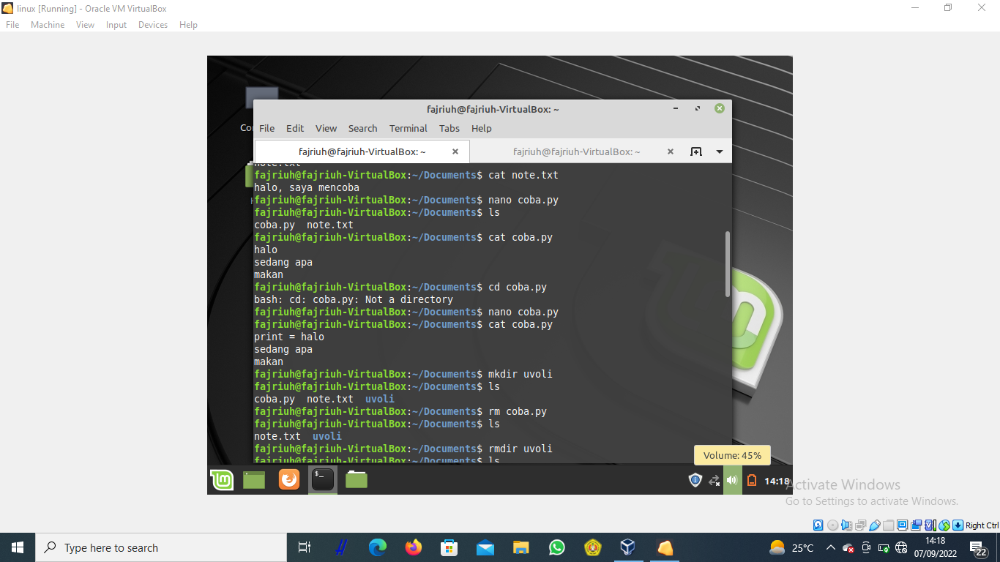 linux [Running] - Oracle VM VirtualBox
File Machine View Input Devices Help
fajriuh@fajriuh-VirtualBox: ~
File Edit View Search Terminal Tabs Help
fajriuh@fajriuh-VirtualBox: ~ fajriuh@fajriuh-VirtualBox: ~
note.txt
fajriuh@fajriuh-VirtualBox:~/Documents$ cat note.txt
halo, saya mencoba
fajriuh@fajriuh-VirtualBox:~/Documents$ nano coba.py
fajriuh@fajriuh-VirtualBox:~/Documents$ ls
coba.py note.txt
fajriuh@fajriuh-VirtualBox:~/Documents$ cat coba.py
halo
sedang apa
makan
fajriuh@fajriuh-VirtualBox:~/Documents$ cd coba.py
bash: cd: coba.py: Not a directory
fajriuh@fajriuh-VirtualBox:~/Documents$ nano coba.py
fajriuh@fajriuh-VirtualBox:~/Documents$ cat coba.py
print = halo
sedang apa
makan
fajriuh@fajriuh-VirtualBox:~/Documents$ mkdir uvoli
fajriuh@fajriuh-VirtualBox:~/Documents$ ls
coba.py note.txt uvoli
fajriuh@fajriuh-VirtualBox:~/Documents$ rm coba.py
fajriuh@fajriuh-VirtualBox:~/Documents$ ls
note.txt uvoli
fajriuh@fajriuh-VirtualBox:~/Documents$ rmdir uvoli
fajriuh@fajriuh-VirtualBox:~/Documents$ ls
Volume: 45%
14:18
Activate Windows
Go to Settings to activate Windows.
Right Ctrl
Type here to search
25°C
14:18
07/09/2022
22